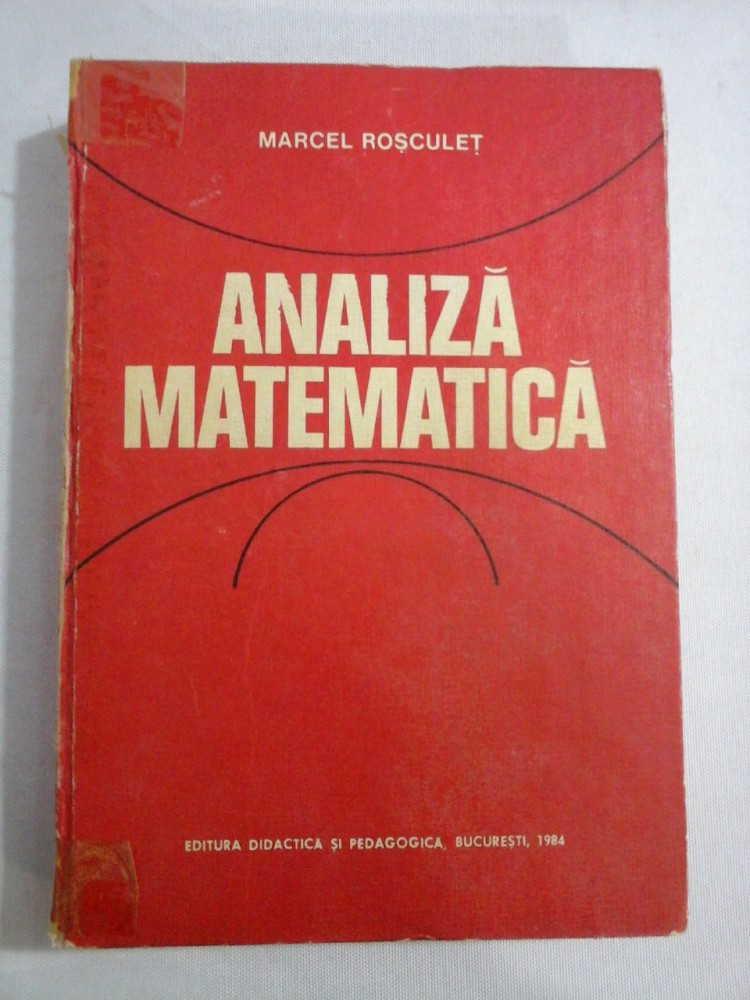 MARCEL ROȘCULEȚ
ANALIZĂ
MATEMATICĂ
EDITURA DIDACTICA ȘI PEDAGOGICA, BUCUREȘTI, 1984